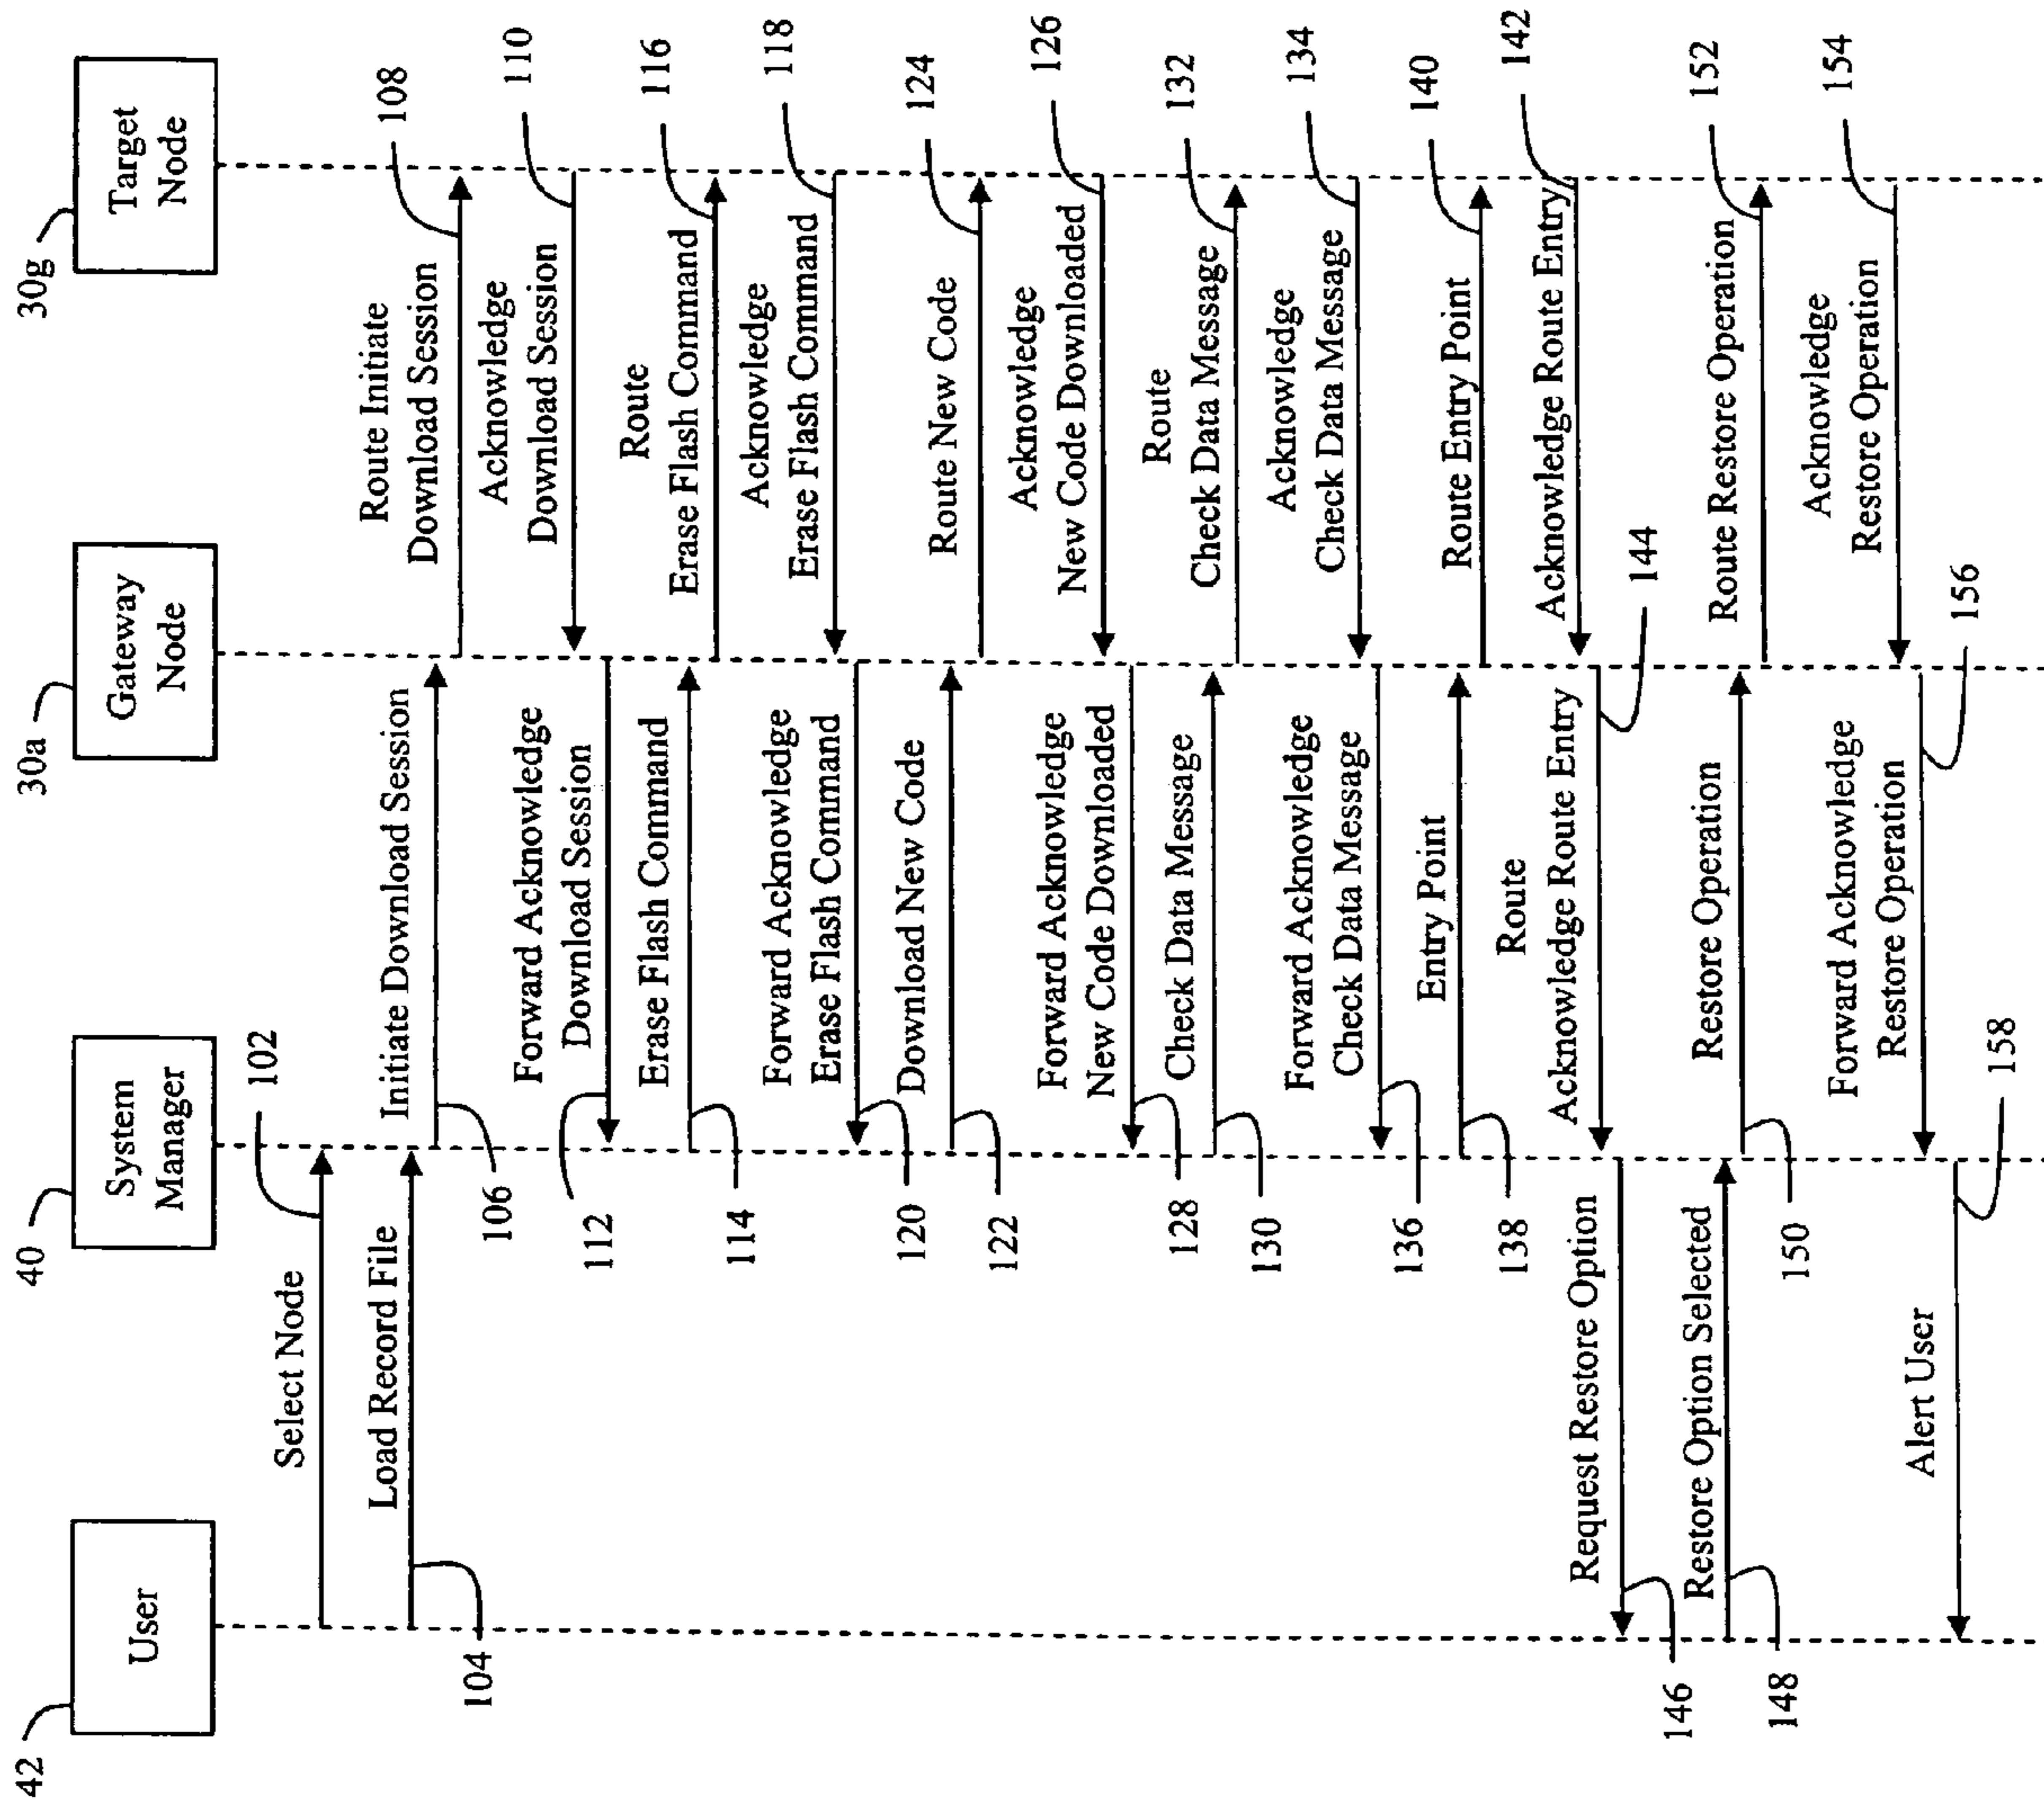 42
User
40
System
Manager
30a
Gateway
Node
30g
Target
Node
Select Node
102
Load Record File
104
Initiate Download Session
106
Route Initiate
Download Session
108
Acknowledge
Download Session
110
Forward Acknowledge
Download Session
112
Erase Flash Command
114
Route
Erase Flash Command
116
Acknowledge
Erase Flash Command
118
Forward Acknowledge
Erase Flash Command
120
Download New Code
122
Route New Code
124
Acknowledge
New Code Downloaded
126
Forward Acknowledge
New Code Downloaded
128
Check Data Message
130
Route
Check Data Message
132
Acknowledge
Check Data Message
134
Forward Acknowledge
Check Data Message
136
Entry Point
138
Route Entry Point
140
Acknowledge Route Entry
142
Route
Acknowledge Route Entry
144
Request Restore Option
146
Restore Option Selected
148
Restore Operation
150
Route Restore Operation
152
Acknowledge
Restore Operation
154
Forward Acknowledge
Restore Operation
156
Alert User
158